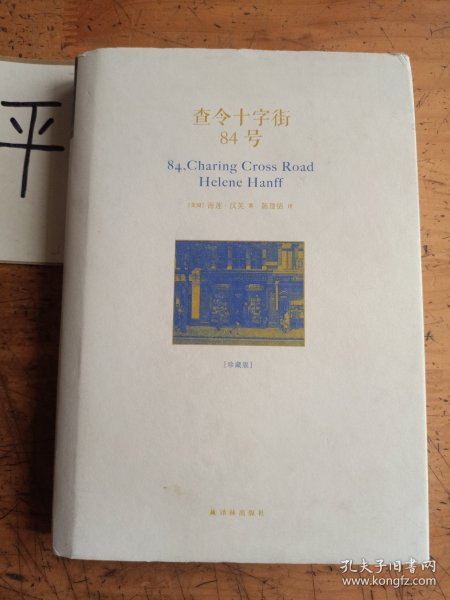 平
查令十字街
84号
84,Charing Cross Road
Helene Hanff
[美国] 海莲·汉芙 著 陈建铭 译
[珍藏版]
译林出版社
孔夫子旧书网
www.kongfz.com